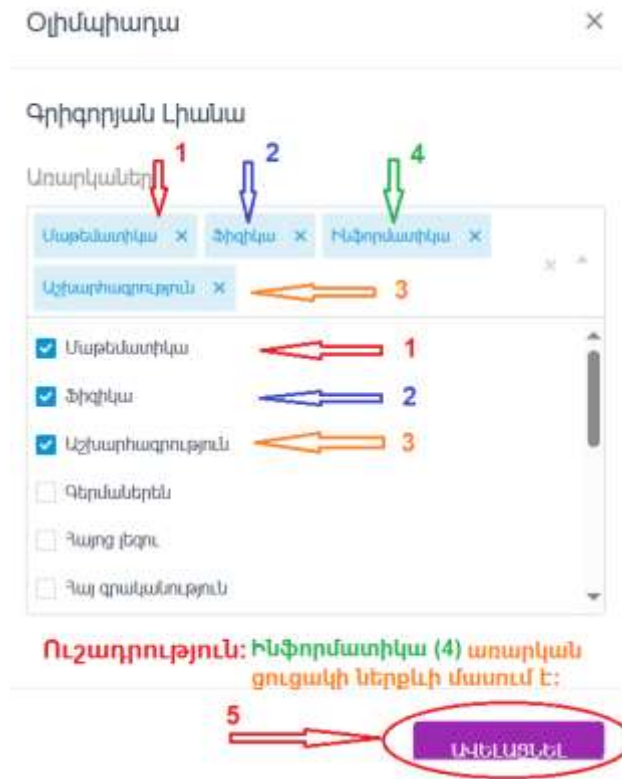 Օլիմպիադա ×
Գրիգորյան Լիանա
1 2 4
Առարկաներ
Մաթեմատիկա × Ֆիզիկա × Ինֆորմատիկա ×
Աշխարհագրություն × 3
Մաթեմատիկա 1
Ֆիզիկա 2
Աշխարհագրություն 3
Գերմաներեն
Հայոց լեզու
Հայ գրականություն
Ուշադրություն: Ինֆորմատիկա (4) առարկան
ցուցակի ներքևի մասում է:
5
ԱՎԵԼԱՑՆԵԼ